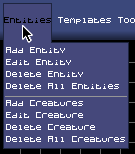 Entities Templates Too
Add Entity
Edit Entity
Delete Entity
Delete All Entities
Add Creatures
Edit Creature
Delete Creature
Delete All Creatures